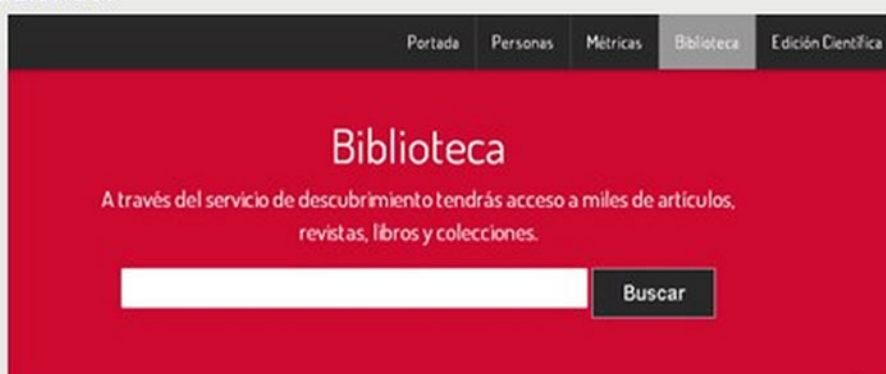 Portada Personas Métricas Biblioteca Edición Científica
Biblioteca
A través del servicio de descubrimiento tendrás acceso a miles de artículos,
revistas, libros y colecciones.
Buscar